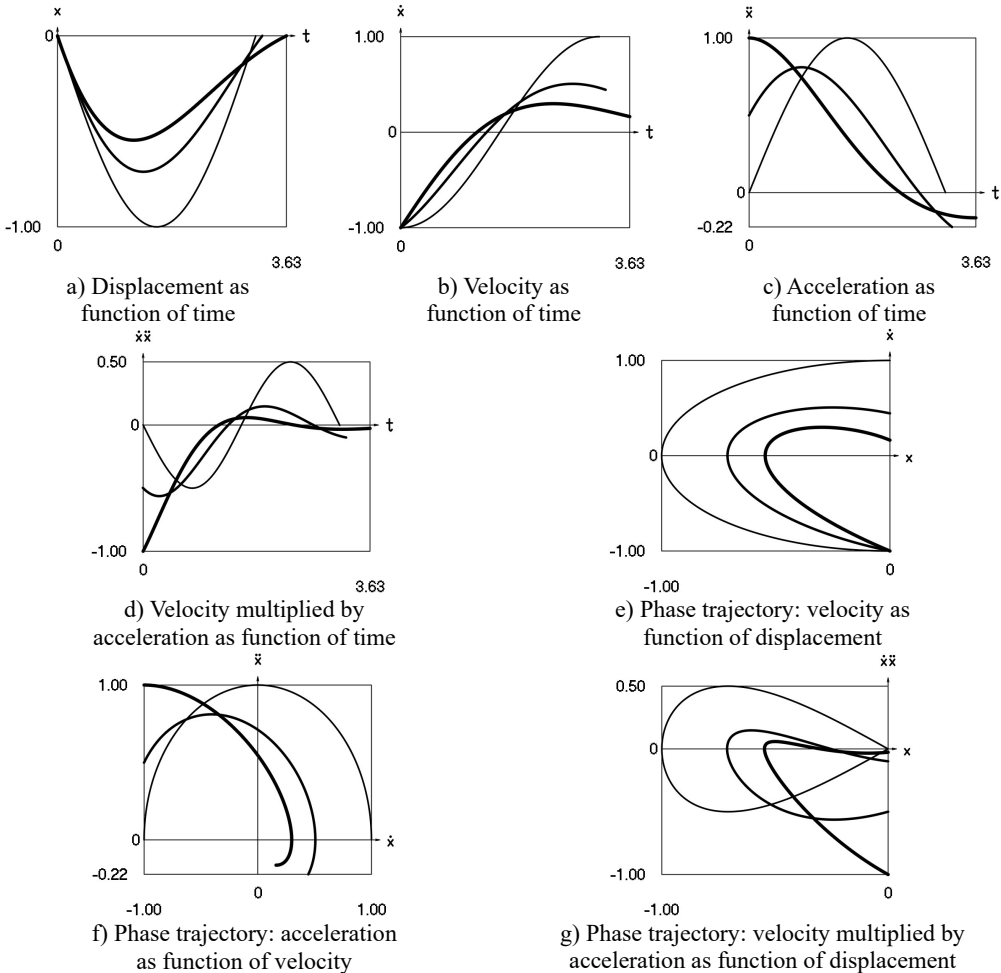 x
0
t
-1.00
0
3.63
a) Displacement as
function of time
ẋ
1.00
0
t
-1.00
0
3.63
b) Velocity as
function of time
ẍ
1.00
0
t
-0.22
0
3.63
c) Acceleration as
function of time
ẋẍ
0.50
0
t
-1.00
0
3.63
d) Velocity multiplied by
acceleration as function of time
ẋ
1.00
0
x
-1.00
0
-1.00
e) Phase trajectory: velocity as
function of displacement
ẍ
1.00
0
ẋ
-0.22
0
-1.00 1.00
f) Phase trajectory: acceleration
as function of velocity
ẋẍ
0.50
0
x
-1.00
0
-1.00
g) Phase trajectory: velocity multiplied by
acceleration as function of displacement